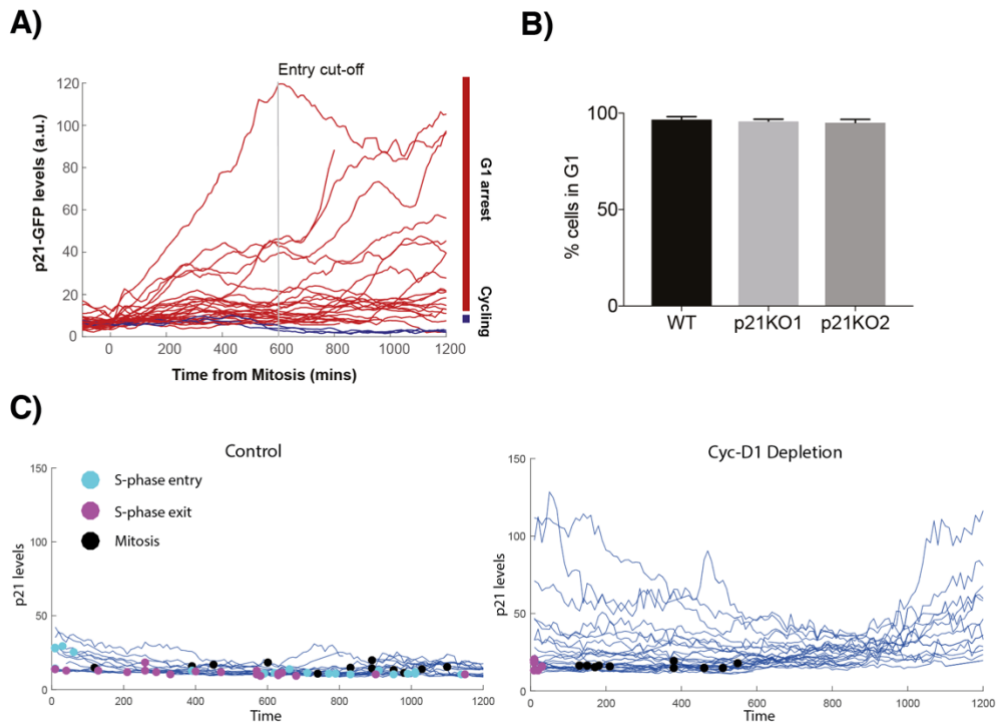 A)
Entry cut-off
p21-GFP levels (a.u.)
120
100
80
60
40
20
0
0 200 400 600 800 1000 1200
Time from Mitosis (mins)
G1 arrest
Cycling
B)
% cells in G1
100
50
0
WT p21KO1 p21KO2
C)
Control
S-phase entry
S-phase exit
Mitosis
p21 levels
150
100
50
0
0 200 400 600 800 1000 1200
Time
Cyc-D1 Depletion
p21 levels
150
100
50
0
0 200 400 600 800 1000 1200
Time